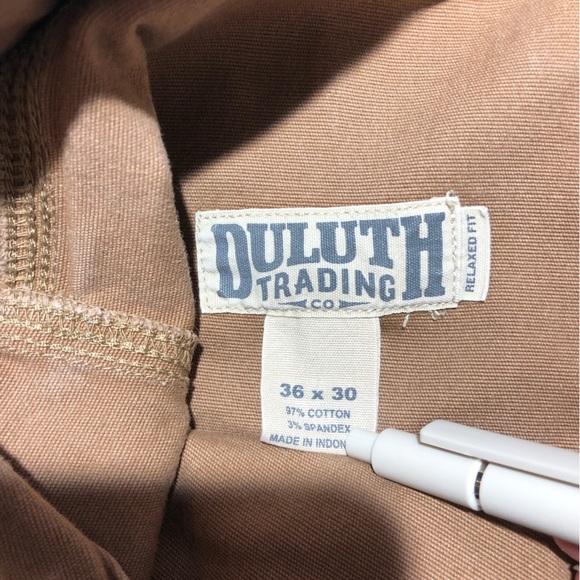 DULUTH
TRADING
CO
RELAXED FIT
36 x 30
97% COTTON
3% SPANDEX
MADE IN INDON